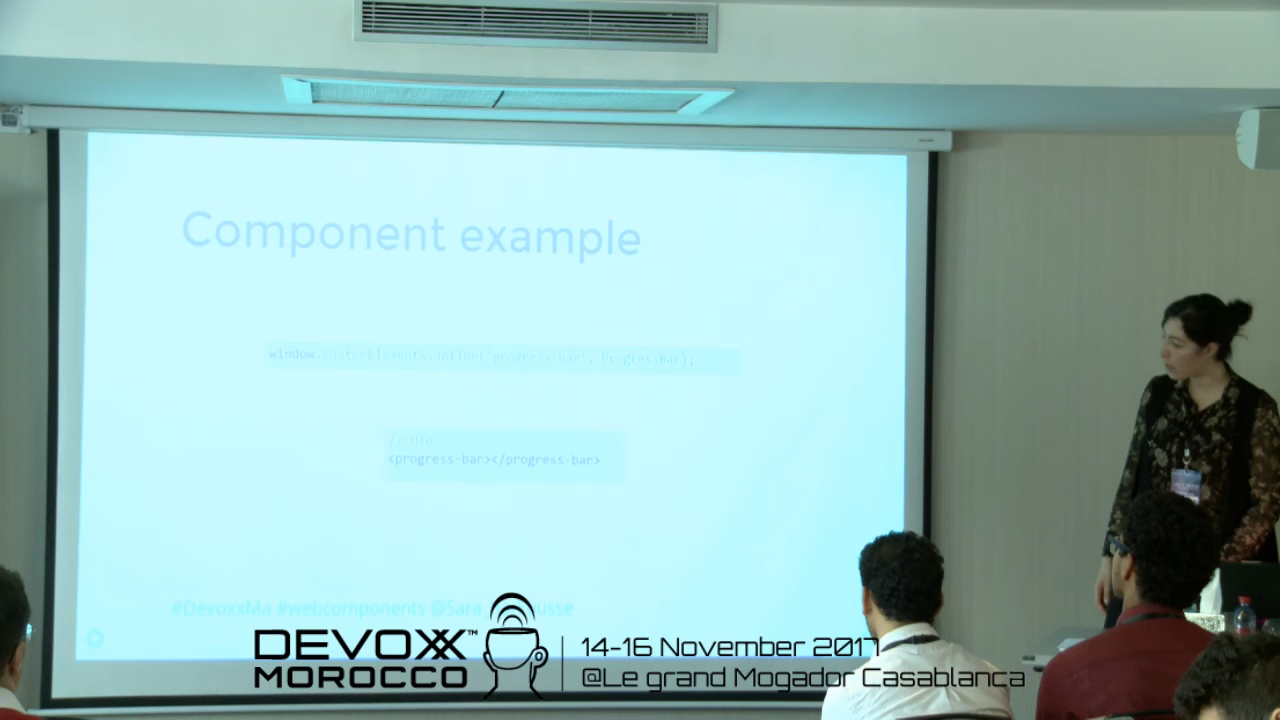 Component example
window.customElements.define('progress-bar', ProgressBar);
// Use
<progress-bar></progress-bar>
#DevoxxMa #webcomponents
DEVOXX™
MOROCCO
14-16 November 2017
@Le grand Mogador Casablanca